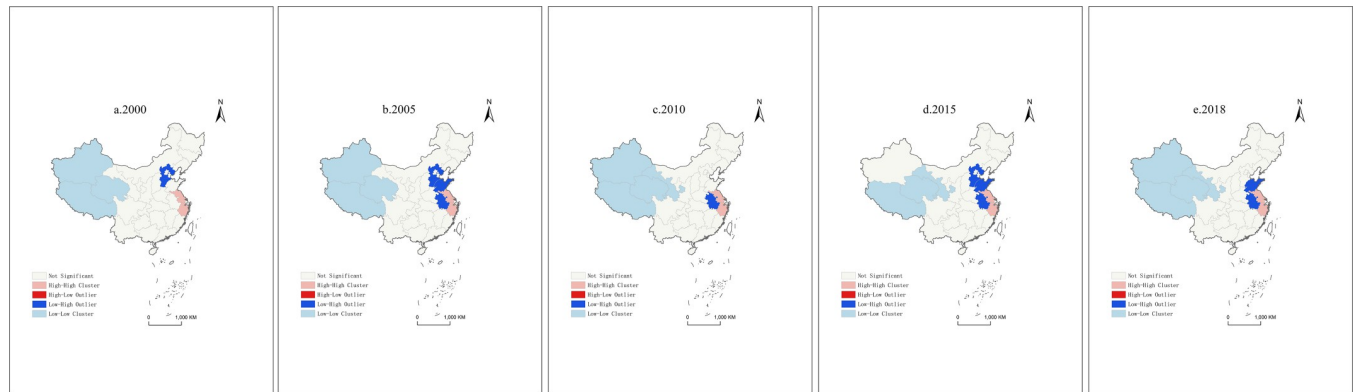 a.2000
N
Not Significant
High-High Cluster
High-Low Outlier
Low-High Outlier
Low-Low Cluster
0 1,000 KM
b.2005
N
Not Significant
High-High Cluster
High-Low Outlier
Low-High Outlier
Low-Low Cluster
0 1,000 KM
c.2010
N
Not Significant
High-High Cluster
High-Low Outlier
Low-High Outlier
Low-Low Cluster
0 1,000 KM
d.2015
N
Not Significant
High-High Cluster
High-Low Outlier
Low-High Outlier
Low-Low Cluster
0 1,000 KM
e.2018
N
Not Significant
High-High Cluster
High-Low Outlier
Low-High Outlier
Low-Low Cluster
0 1,000 KM